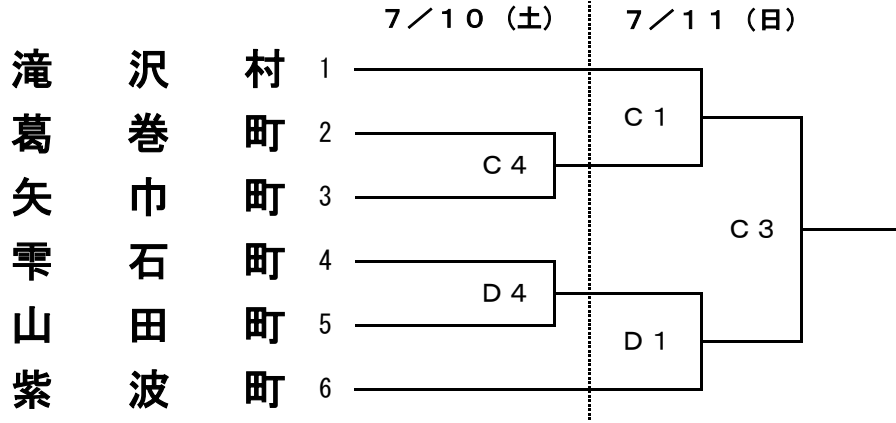 ７／１０（土） ７／１１（日）
滝沢村 1
葛巻町 2
矢巾町 3
雫石町 4
山田町 5
紫波町 6
Ｃ４
Ｄ４
Ｃ１
Ｄ１
Ｃ３